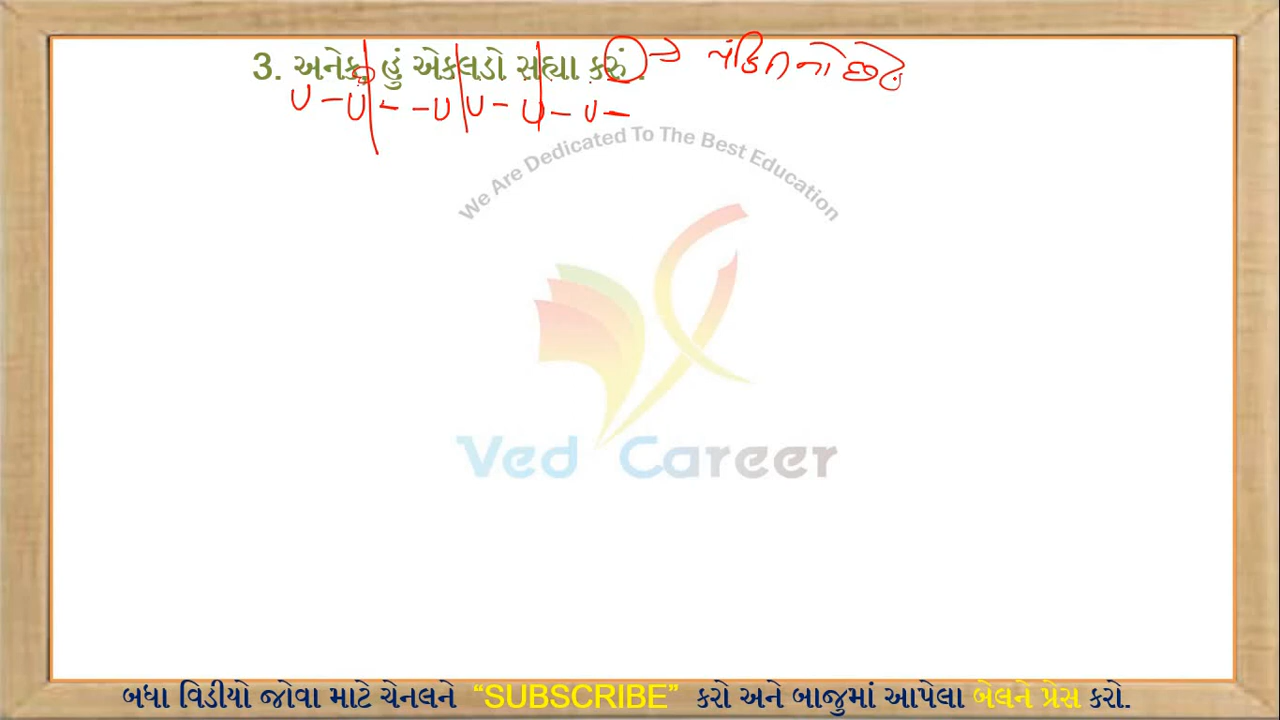 3. અનેક, હું એકલડો સહ્યા કરું. → પંક્તિનો છેડે
U – U – – U U – U – U –
We Are Dedicated To The Best Education
Ved Career
બધા વિડીયો જોવા માટે ચેનલને “SUBSCRIBE” કરો અને બાજુમાં આપેલા બેલને પ્રેસ કરો.